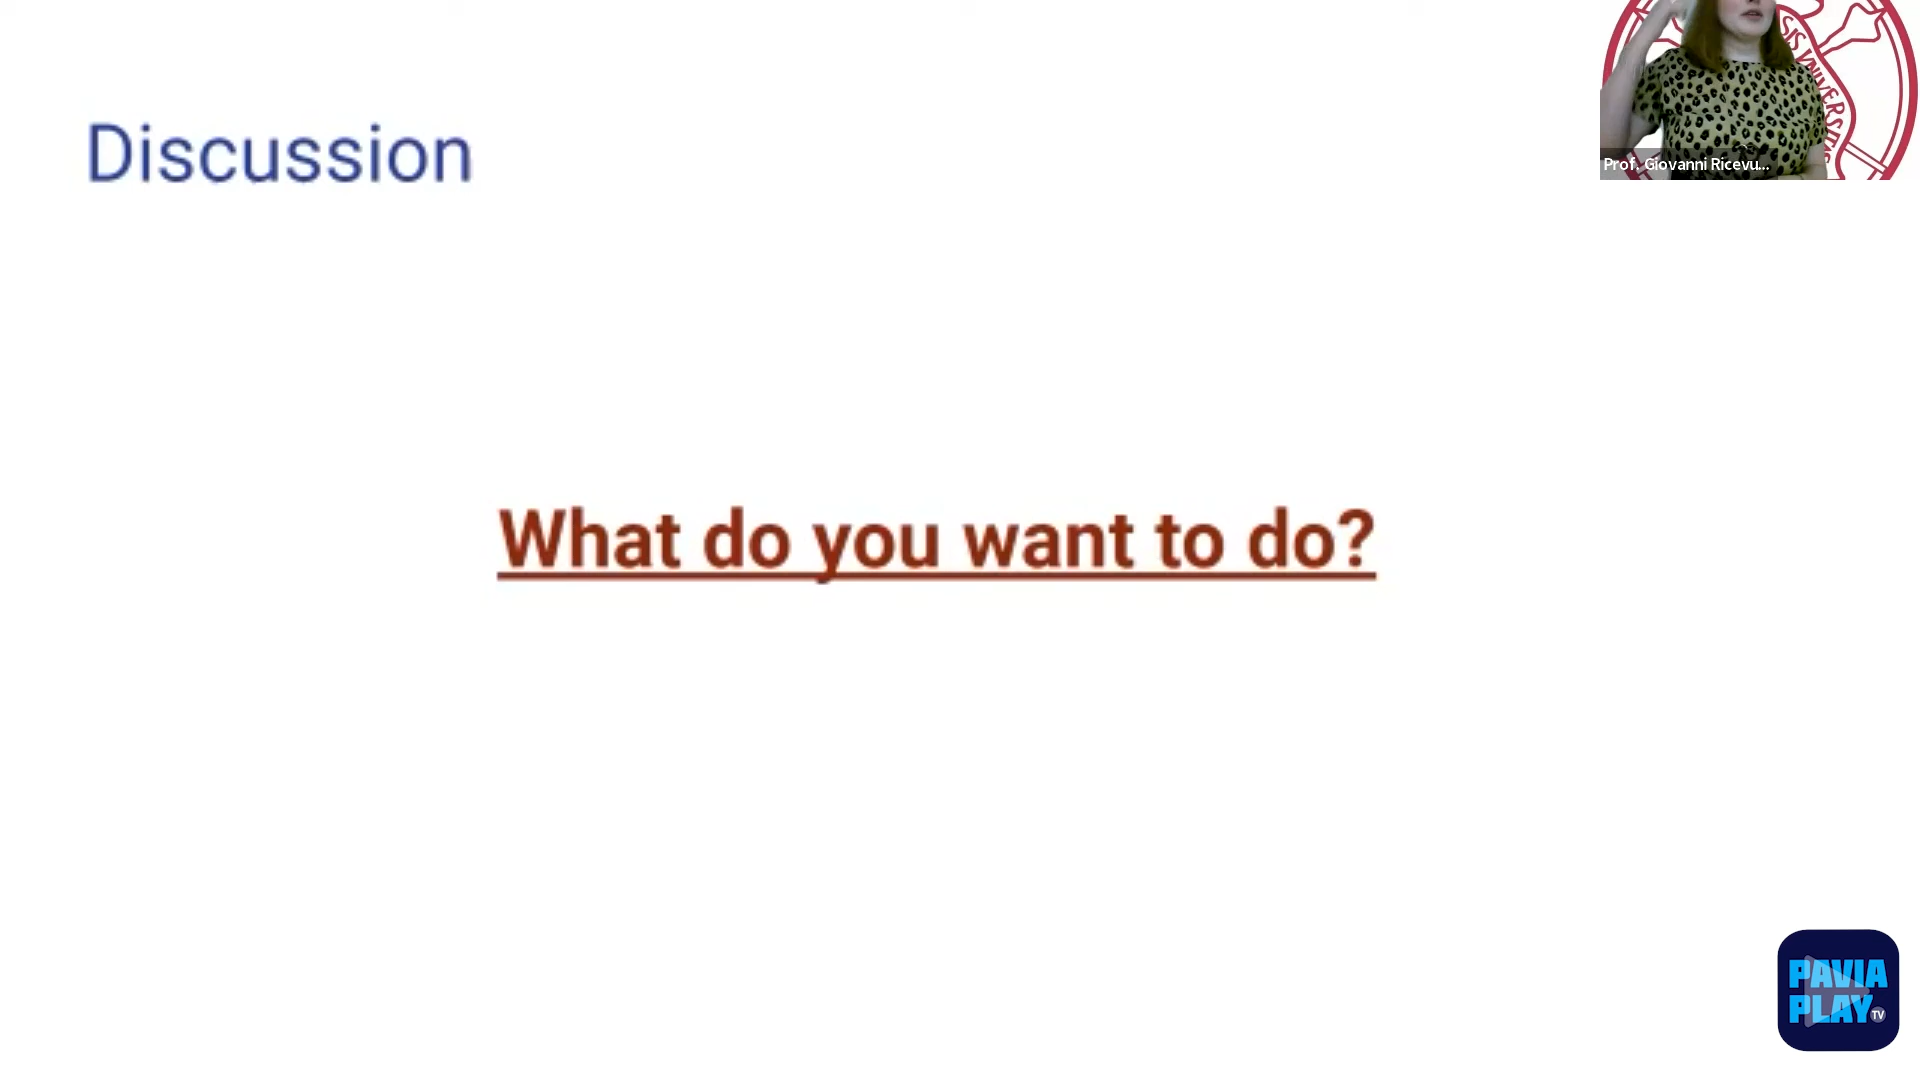 Discussion
Prof. Giovanni Ricevu...
What do you want to do?
PAVIA
PLAY TV